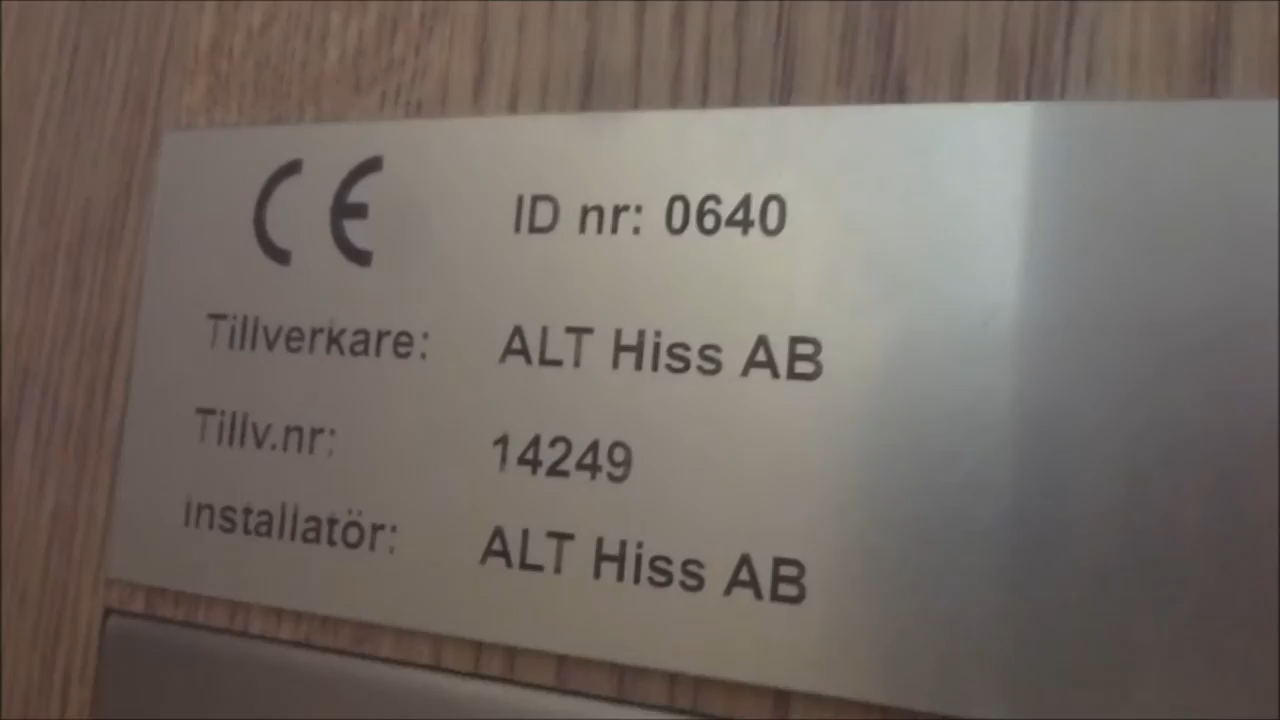 CE ID nr: 0640
Tillverkare: ALT Hiss AB
Tillv.nr: 14249
installatör: ALT Hiss AB